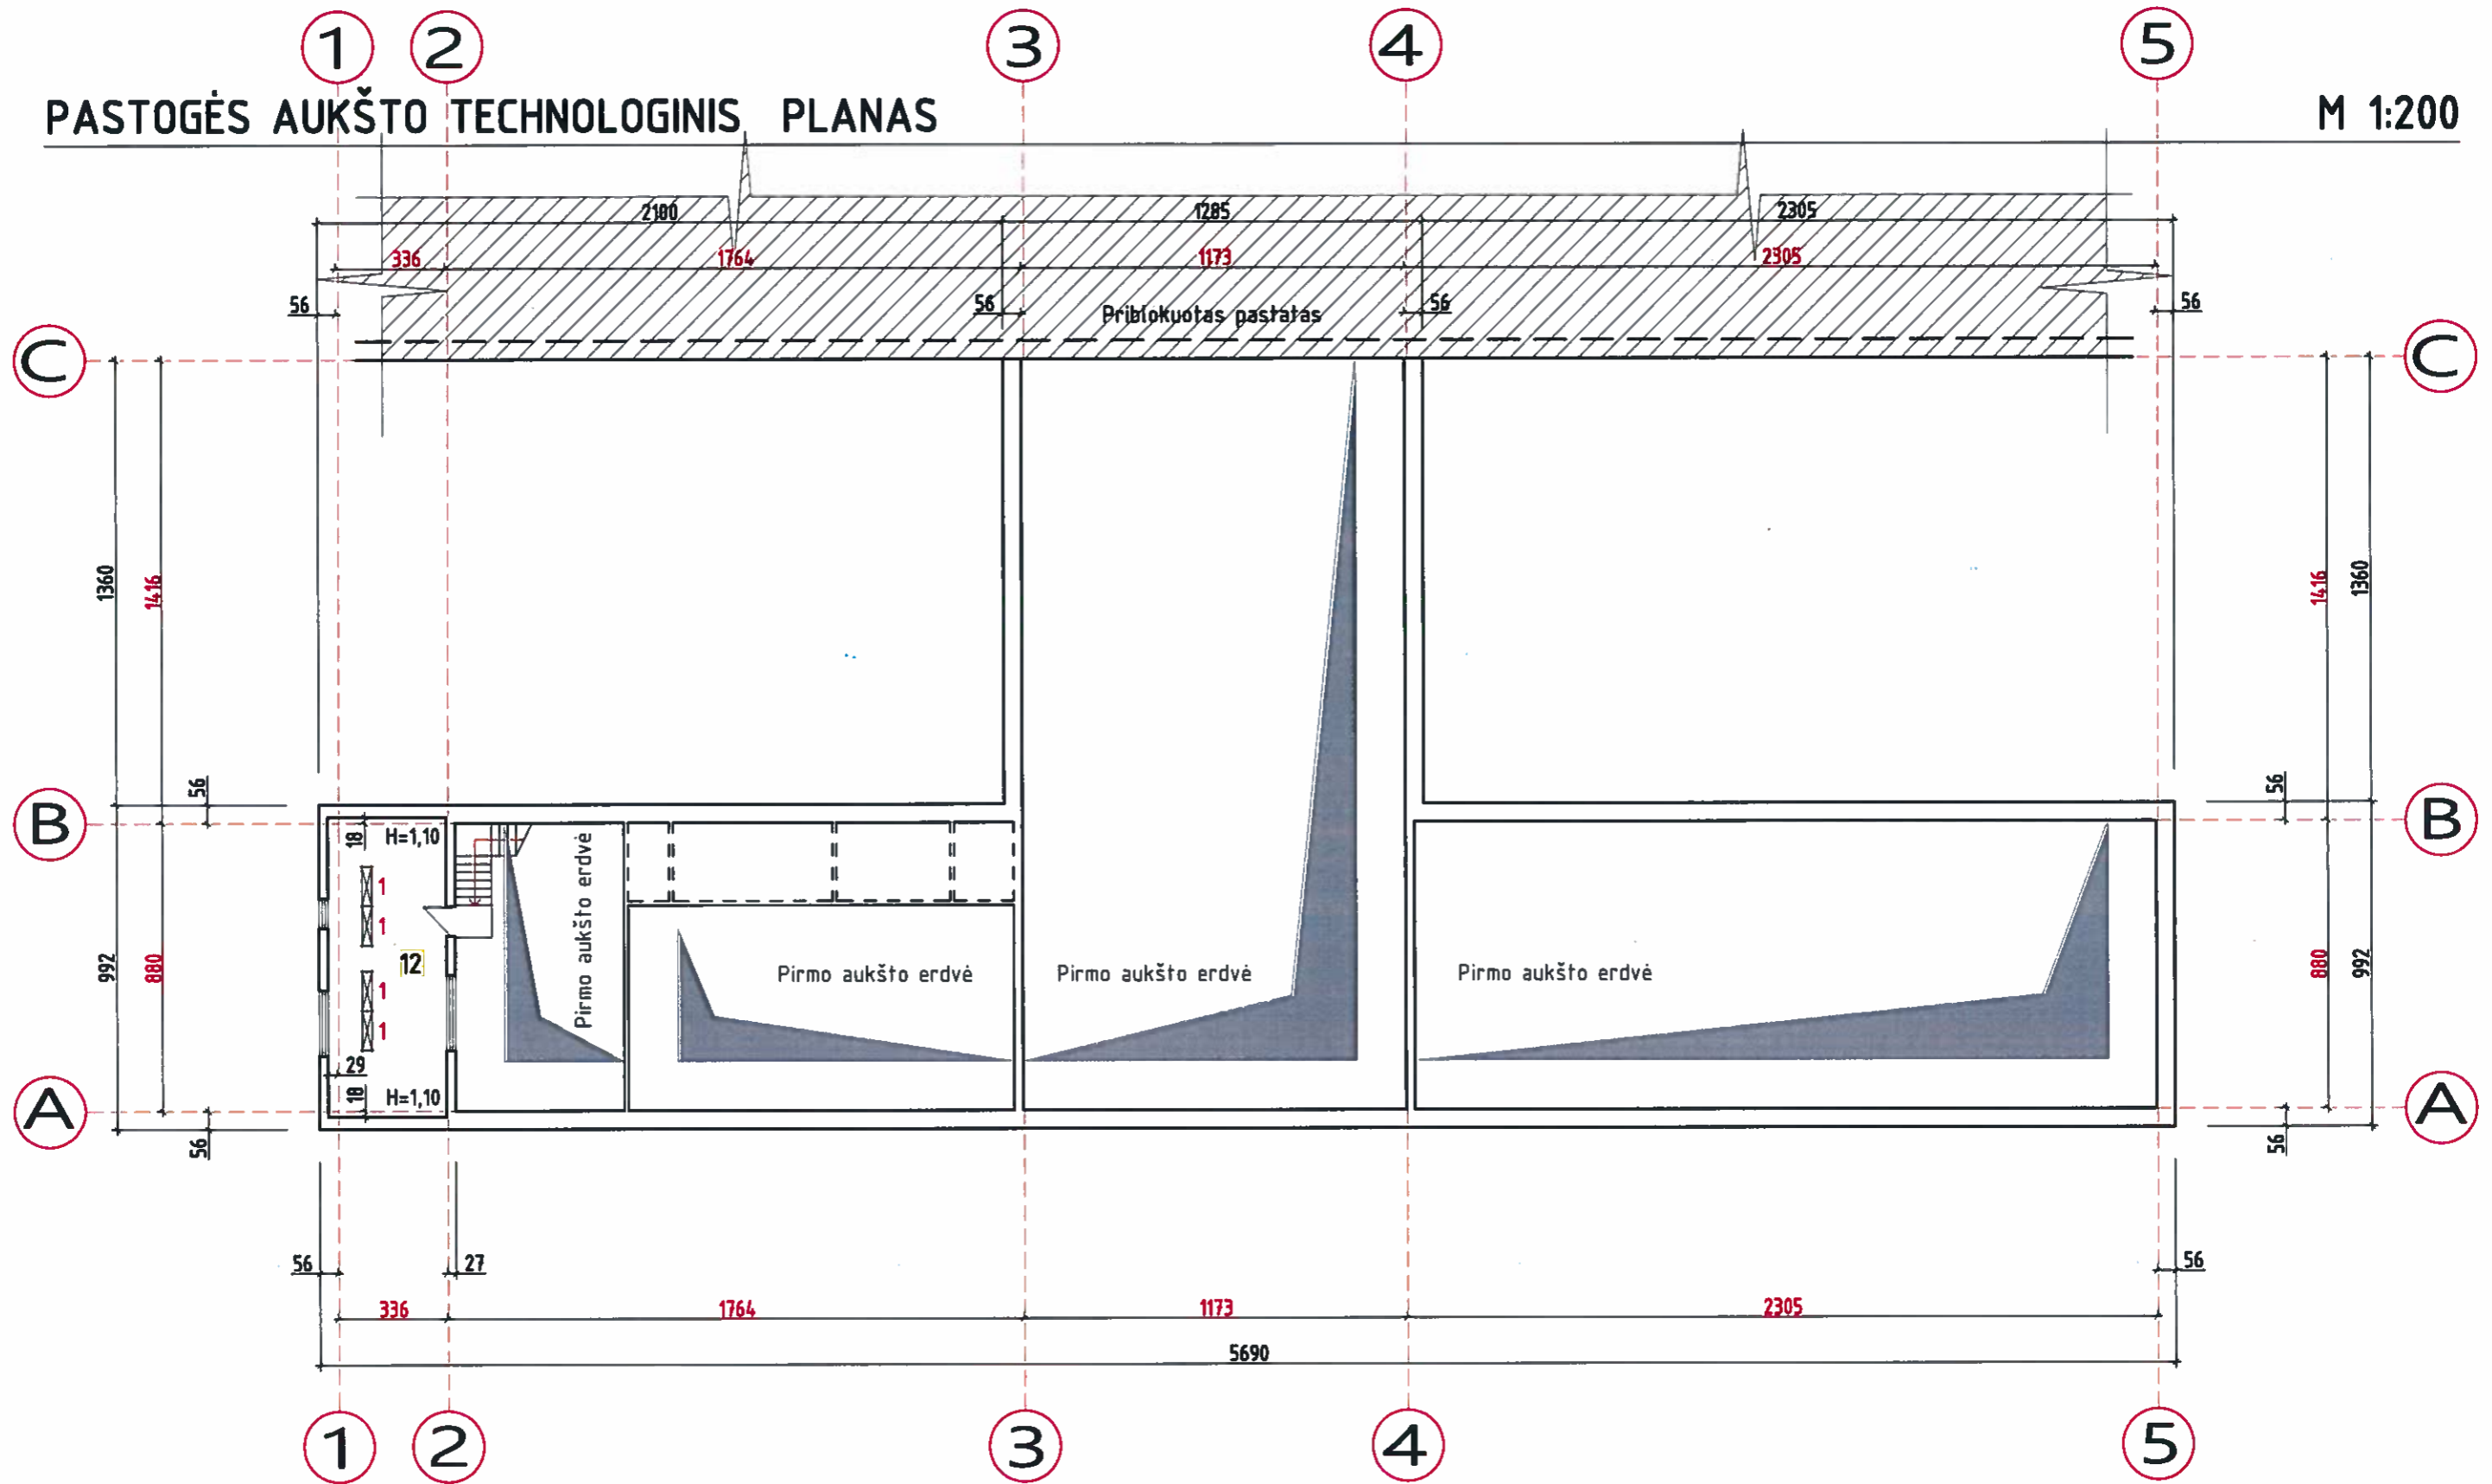 1 2 3 4 5
PASTOGĖS AUKŠTO TECHNOLOGINIS PLANAS
M 1:200
2100 1285 2305
336 1764 1173 2305
56 56 56 56
Priblokuotas pastatas
C C
1360 1416 1416 1360
56 56
B B
18 H=1,10
1
1
12
1
1
Pirmo aukšto erdvė
Pirmo aukšto erdvė
Pirmo aukšto erdvė
Pirmo aukšto erdvė
992 880 880 992
29
18 H=1,10
A A
56 56
56 27 56
336 1764 1173 2305
5690
1 2 3 4 5